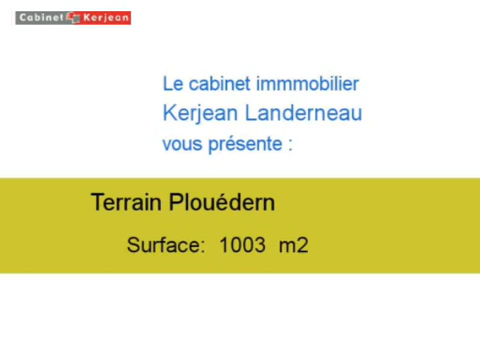 Cabinet Kerjean
Le cabinet immmobilier
Kerjean Landerneau
vous présente :
Terrain Plouédern
Surface: 1003 m2